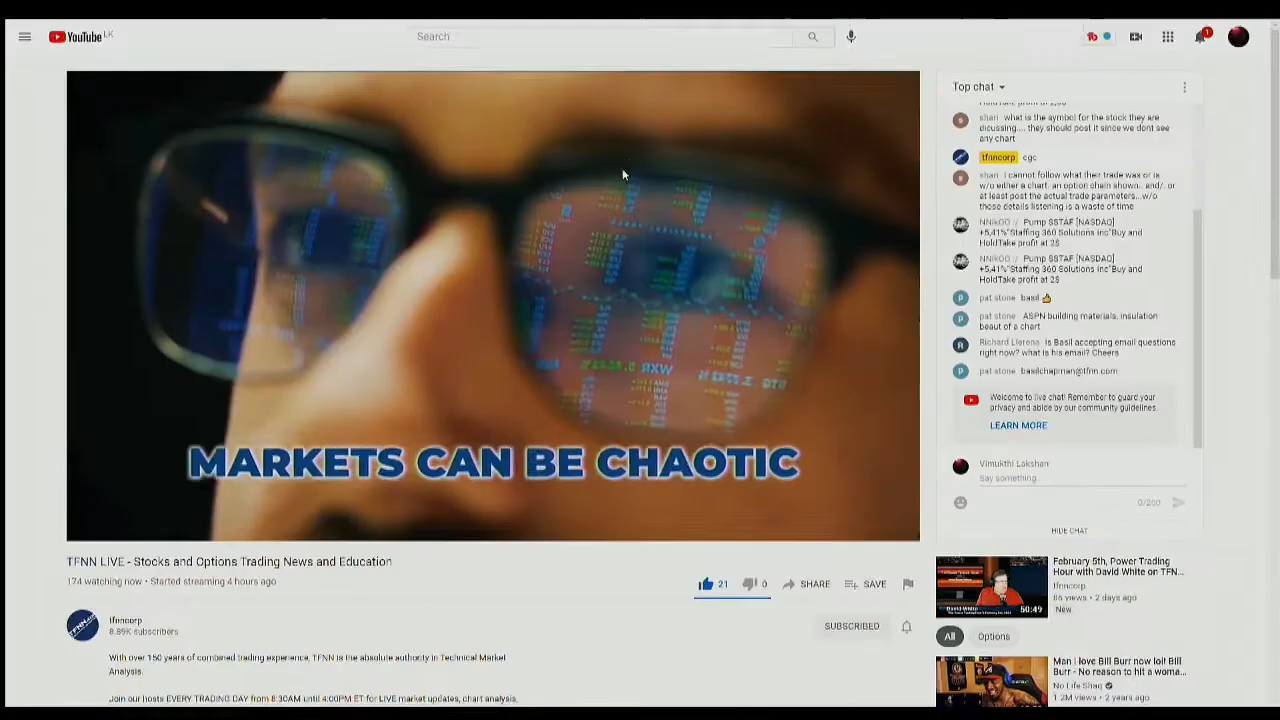 YouTube LK
Search
1
Top chat
shari what is the symbol for the stock they are
dicussing.... they should post it since we dont see
any chart
tfnncorp cgc
shari i cannot follow what their trade was or is
w/o either a chart.. an option chain shown.. and/. or
at least post the actual trade parameters...w/o
those details listening is a waste of time
NNikOO :/ Pump $STAF [NASDAQ]
+5,41%"Staffing 360 Solutions Inc"Buy and
HoldTake profit at 2$
NNikOO :/ Pump $STAF [NASDAQ]
+5,41%"Staffing 360 Solutions Inc"Buy and
HoldTake profit at 2$
pat stone basil 👍
pat stone ASPN building materials, insulation
beaut of a chart
Richard Llerena Is Basil accepting email questions
right now? what is his email? Cheers
pat stone basilchapman@tfnn.com
Welcome to live chat! Remember to guard your
privacy and abide by our community guidelines.
LEARN MORE
Vimukthi Lakshan
Say something...
0/200
HIDE CHAT
MARKETS CAN BE CHAOTIC
TFNN LIVE - Stocks and Options Trading News and Education
174 watching now • Started streaming 4 hours ago
21 0 SHARE SAVE
TFNN
tfnncorp
8.89K subscribers
SUBSCRIBED
With over 150 years of combined trading experience, TFNN is the absolute authority in Technical Market
Analysis.
Join our hosts EVERY TRADING DAY from 8:30AM until 4:00PM ET for LIVE market updates, chart analysis,
February 5th, Power Trading
Hour with David White on TFN...
tfnncorp
86 views • 2 days ago
New
David White
50:49
All Options
Man i love Bill Burr now lol! Bill
Burr - No reason to hit a woma...
No Life Shaq
1.2M views • 2 years ago